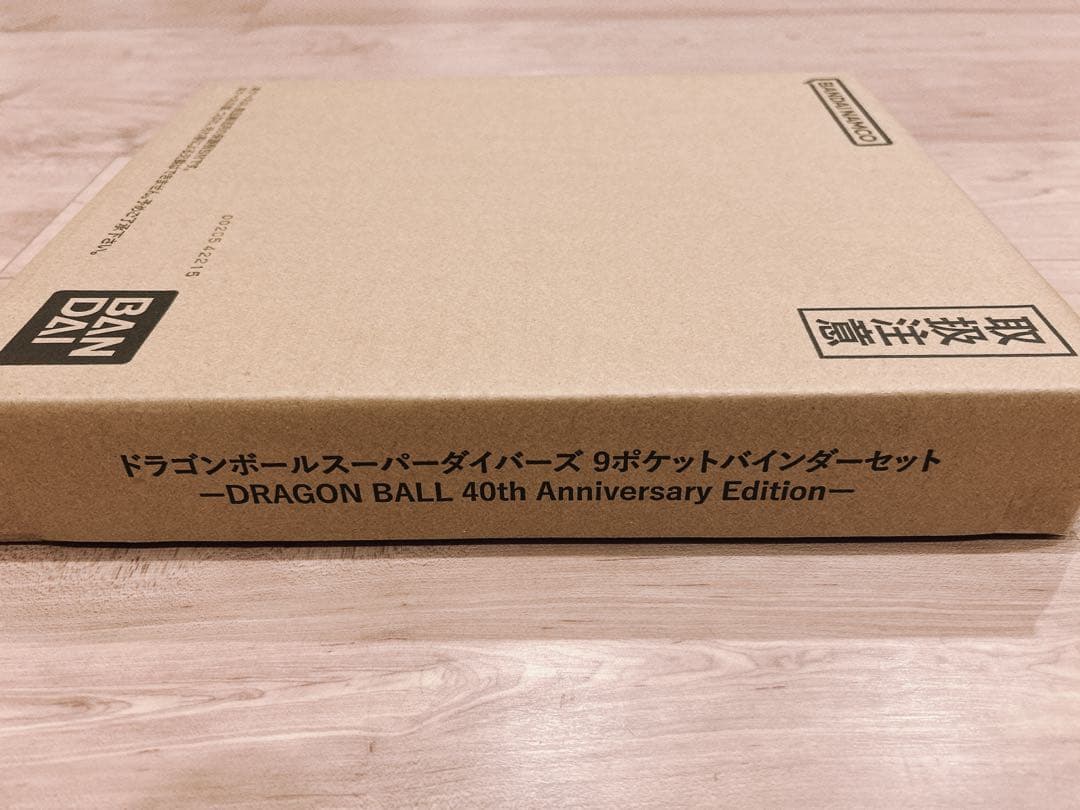 BANDAI NAMCO
00205 42215
BAN
DAI
取扱注意
ドラゴンボールスーパーダイバーズ 9ポケットバインダーセット
—DRAGON BALL 40th Anniversary Edition—